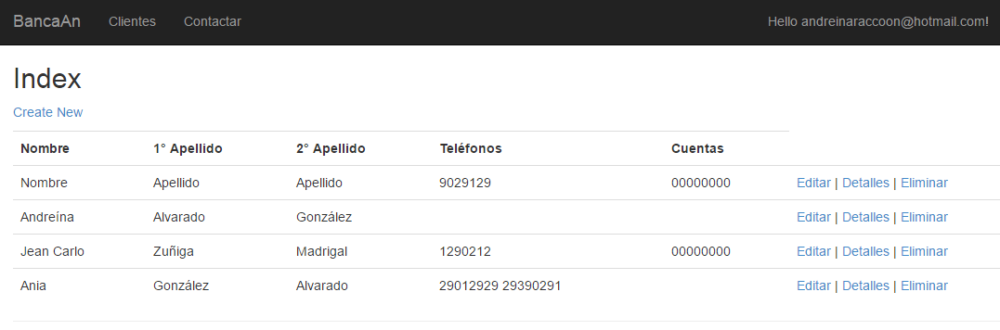 BancaAn Clientes Contactar Hello andreinaraccoon@hotmail.com!
Index
Create New
Nombre 1° Apellido 2° Apellido Teléfonos Cuentas
Nombre Apellido Apellido 9029129 00000000 Editar | Detalles | Eliminar
Andreína Alvarado González Editar | Detalles | Eliminar
Jean Carlo Zuñiga Madrigal 1290212 00000000 Editar | Detalles | Eliminar
Ania González Alvarado 29012929 29390291 Editar | Detalles | Eliminar